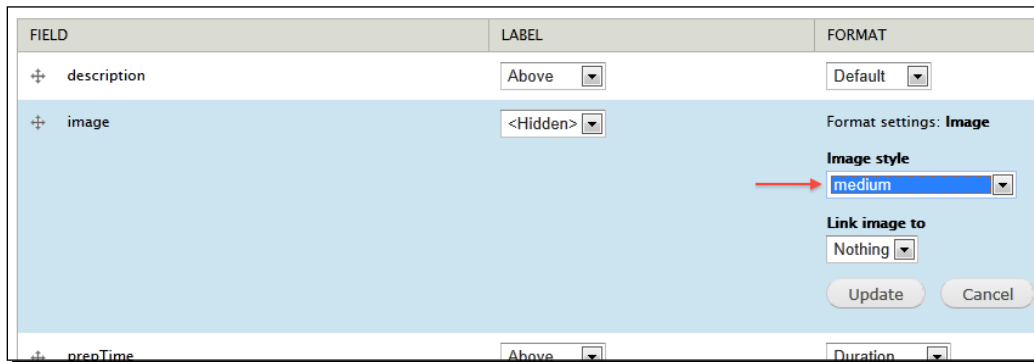 FIELD LABEL FORMAT
description Above Default
image <Hidden> Format settings: Image
Image style
medium
Link image to
Nothing
Update Cancel
prepTime Above Duration